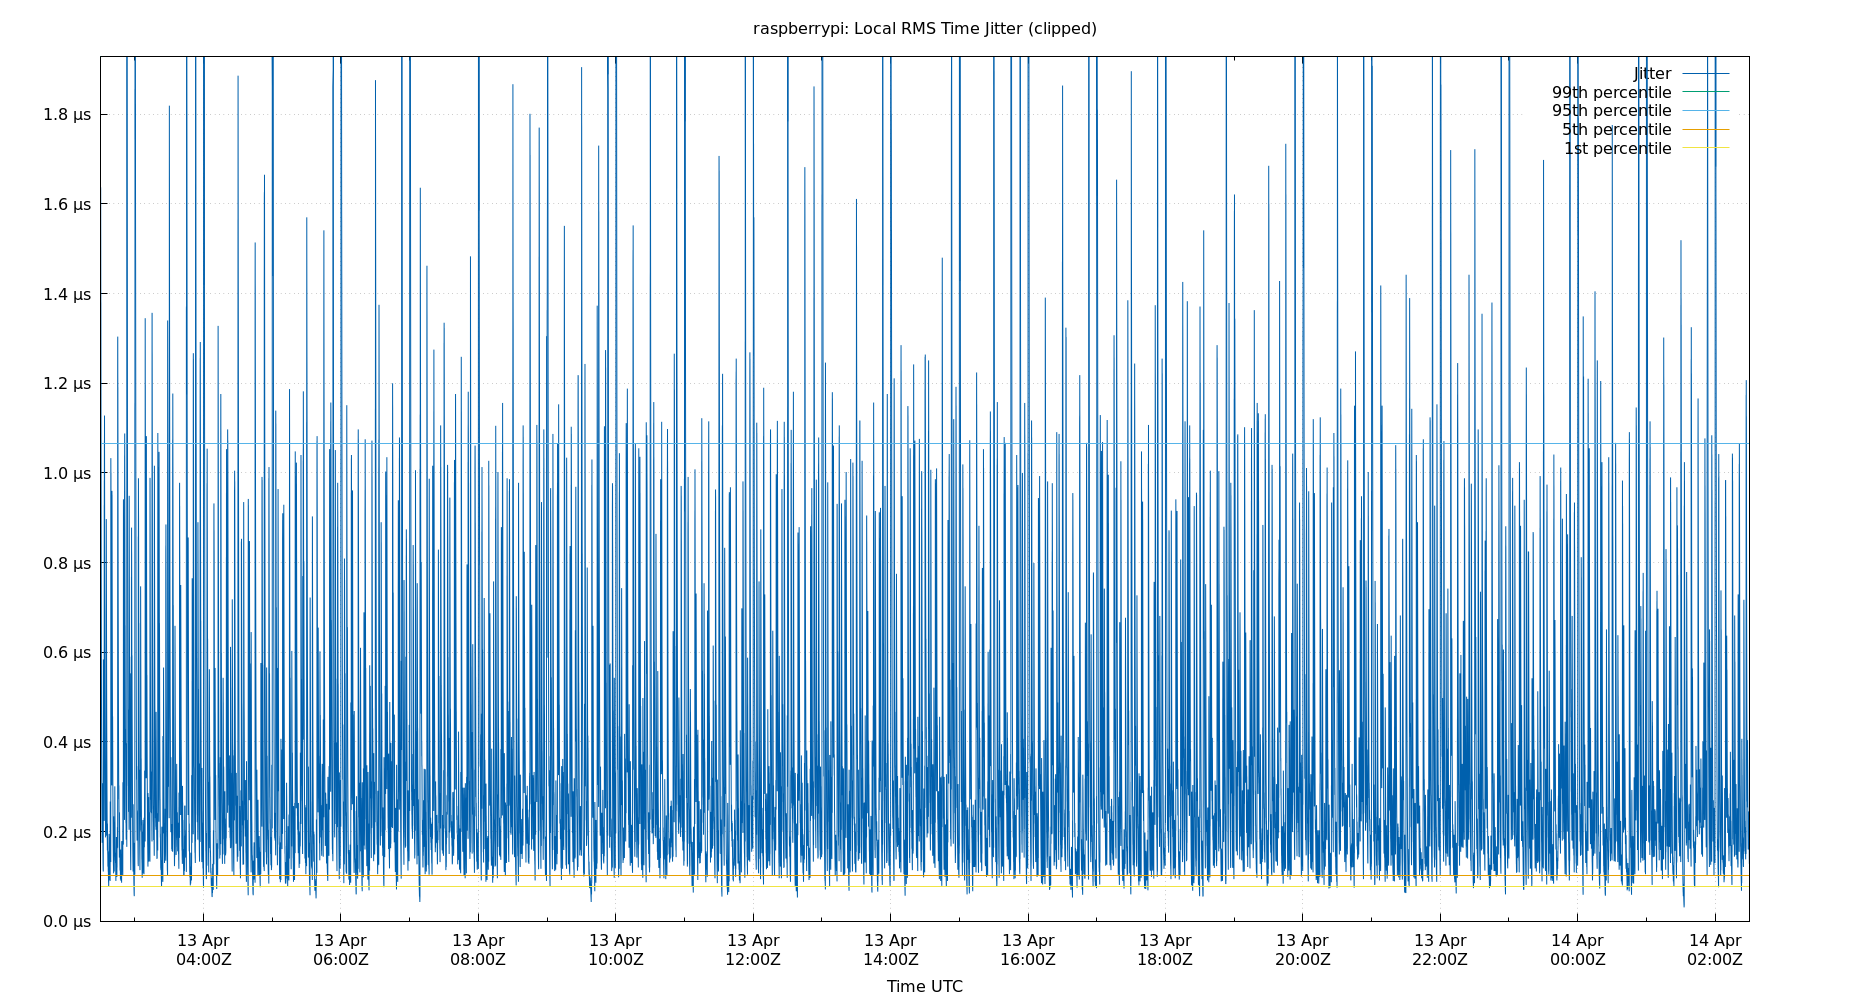 raspberrypi: Local RMS Time Jitter (clipped)
Jitter
99th percentile
95th percentile
5th percentile
1st percentile
1.8 µs
1.6 µs
1.4 µs
1.2 µs
1.0 µs
0.8 µs
0.6 µs
0.4 µs
0.2 µs
0.0 µs
13 Apr 13 Apr 13 Apr 13 Apr 13 Apr 13 Apr 13 Apr 13 Apr 13 Apr 13 Apr 14 Apr 14 Apr
04:00Z 06:00Z 08:00Z 10:00Z 12:00Z 14:00Z 16:00Z 18:00Z 20:00Z 22:00Z 00:00Z 02:00Z
Time UTC